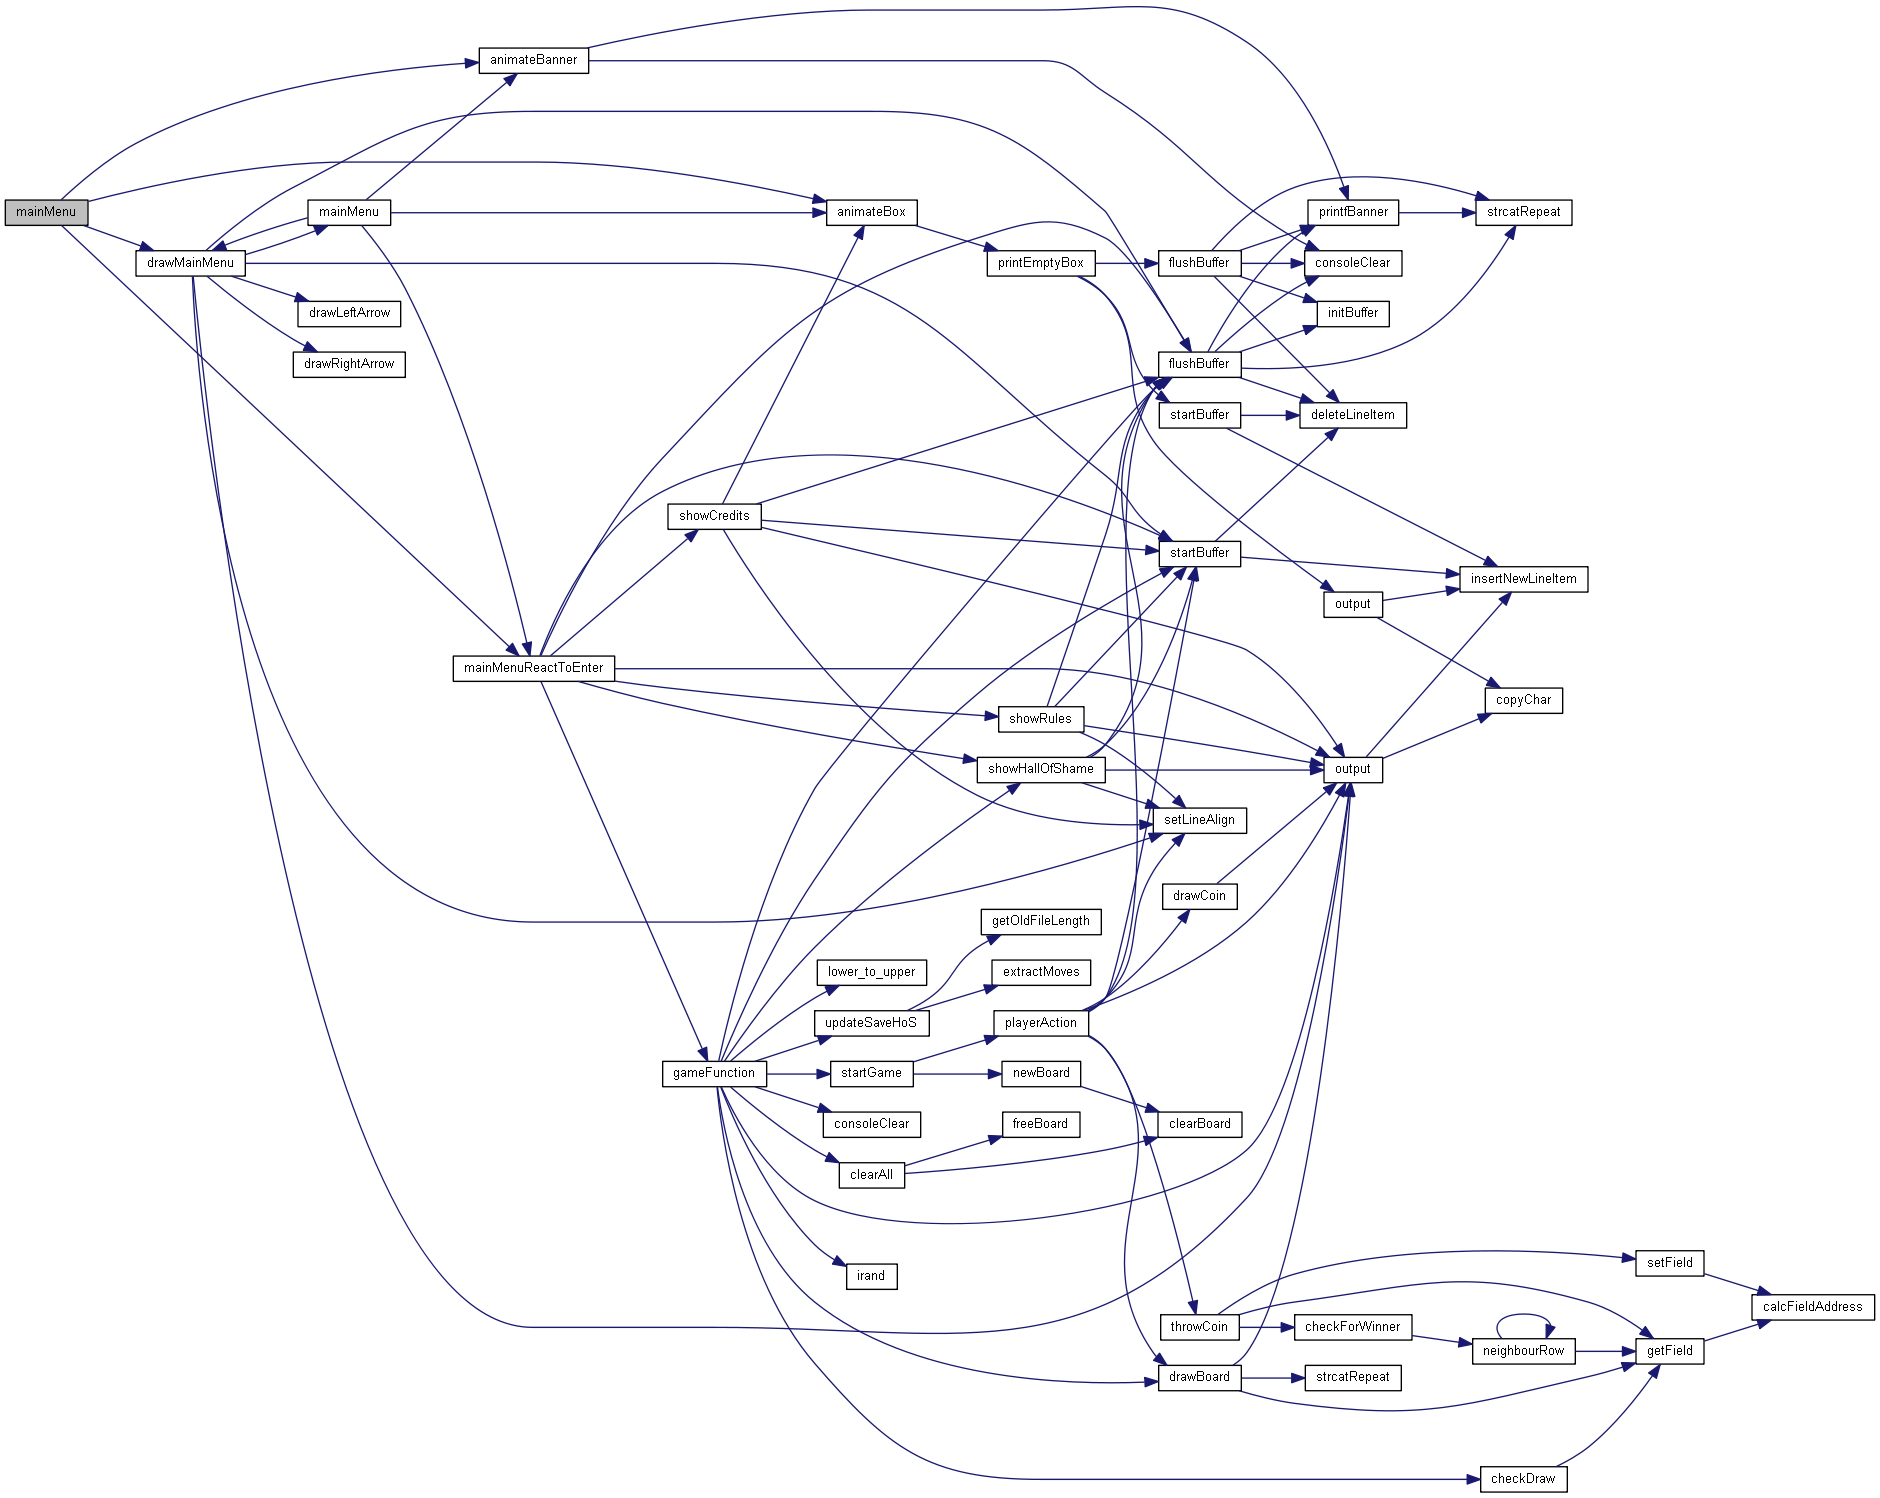 animateBanner
mainMenu
mainMenu
animateBox
printfBanner
strcatRepeat
drawMainMenu
printEmptyBox
flushBuffer
consoleClear
drawLeftArrow
initBuffer
drawRightArrow
flushBuffer
startBuffer
deleteLineItem
showCredits
startBuffer
insertNewLineItem
output
mainMenuReactToEnter
copyChar
showRules
showHallOfShame
output
setLineAlign
drawCoin
getOldFileLength
lower_to_upper
extractMoves
updateSaveHoS
playerAction
gameFunction
startGame
newBoard
consoleClear
freeBoard
clearBoard
clearAll
setField
irand
calcFieldAddress
throwCoin
checkForWinner
neighbourRow
getField
drawBoard
strcatRepeat
checkDraw